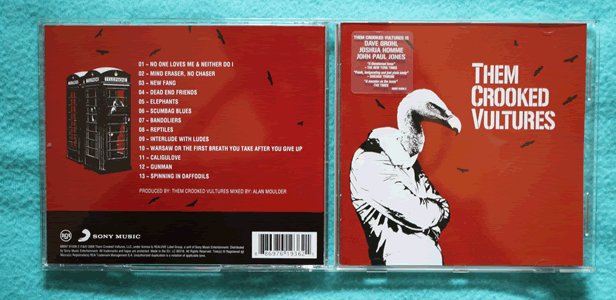 01 - NO ONE LOVES ME & NEITHER DO I
02 - MIND ERASER, NO CHASER
03 - NEW FANG
04 - DEAD END FRIENDS
05 - ELEPHANTS
06 - SCUMBAG BLUES
07 - BANDOLIERS
08 - REPTILES
09 - INTERLUDE WITH LUDES
10 - WARSAW OR THE FIRST BREATH YOU TAKE AFTER YOU GIVE UP
11 - CALIGULOVE
12 - GUNMAN
13 - SPINNING IN DAFFODILS
PRODUCED BY: THEM CROOKED VULTURES MIXED BY: ALAN MOULDER
SONY MUSIC
THEM CROOKED VULTURES IS
DAVE GROHL
JOSHUA HOMME
JOHN PAUL JONES
THEM
CROOKED
VULTURES